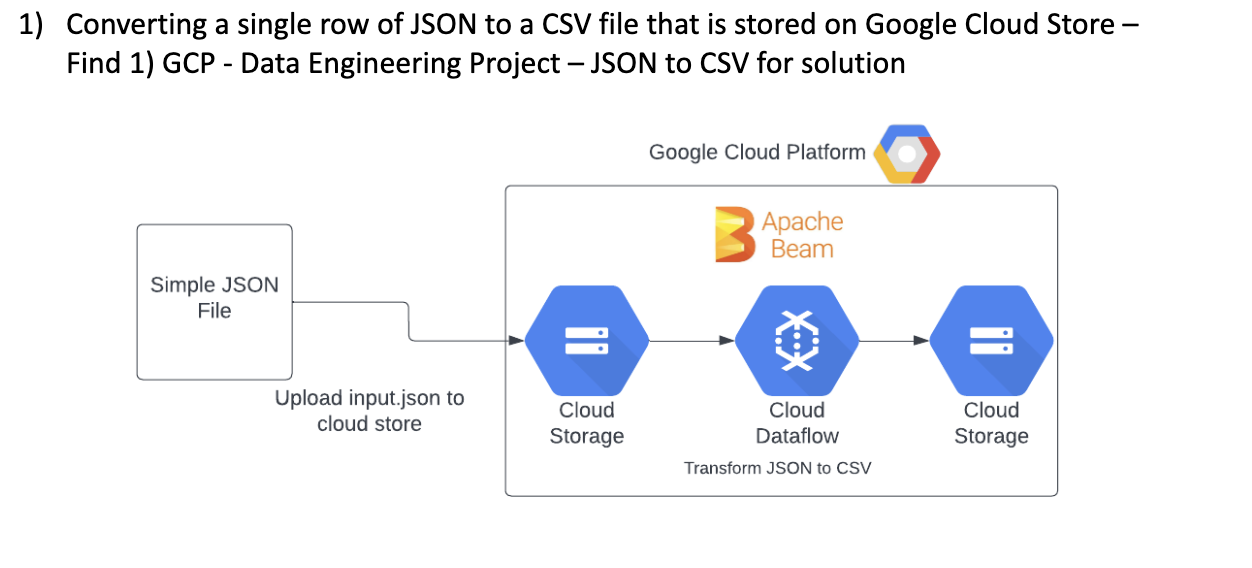 1) Converting a single row of JSON to a CSV file that is stored on Google Cloud Store –
Find 1) GCP - Data Engineering Project – JSON to CSV for solution
Google Cloud Platform
Apache
Beam
Simple JSON
File
Upload input.json to
cloud store
Cloud
Storage
Cloud
Dataflow
Transform JSON to CSV
Cloud
Storage